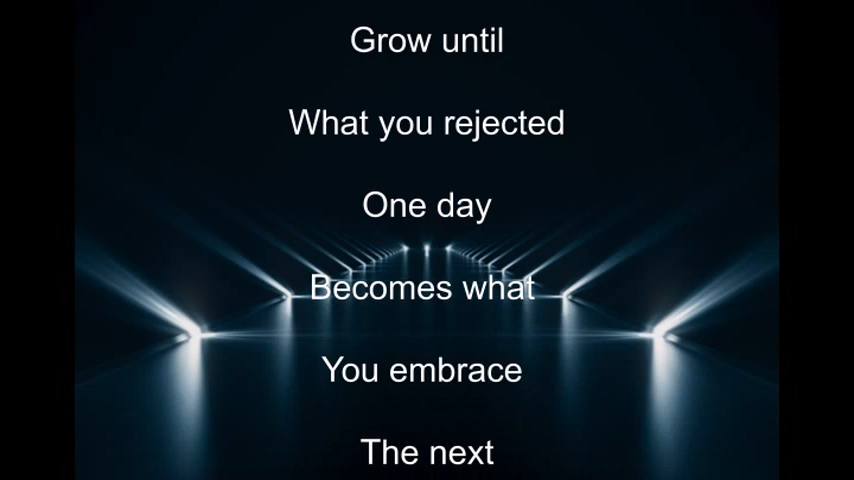 Grow until
What you rejected
One day
Becomes what
You embrace
The next